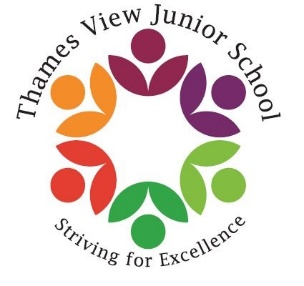 Thames View Junior School
Striving for Excellence